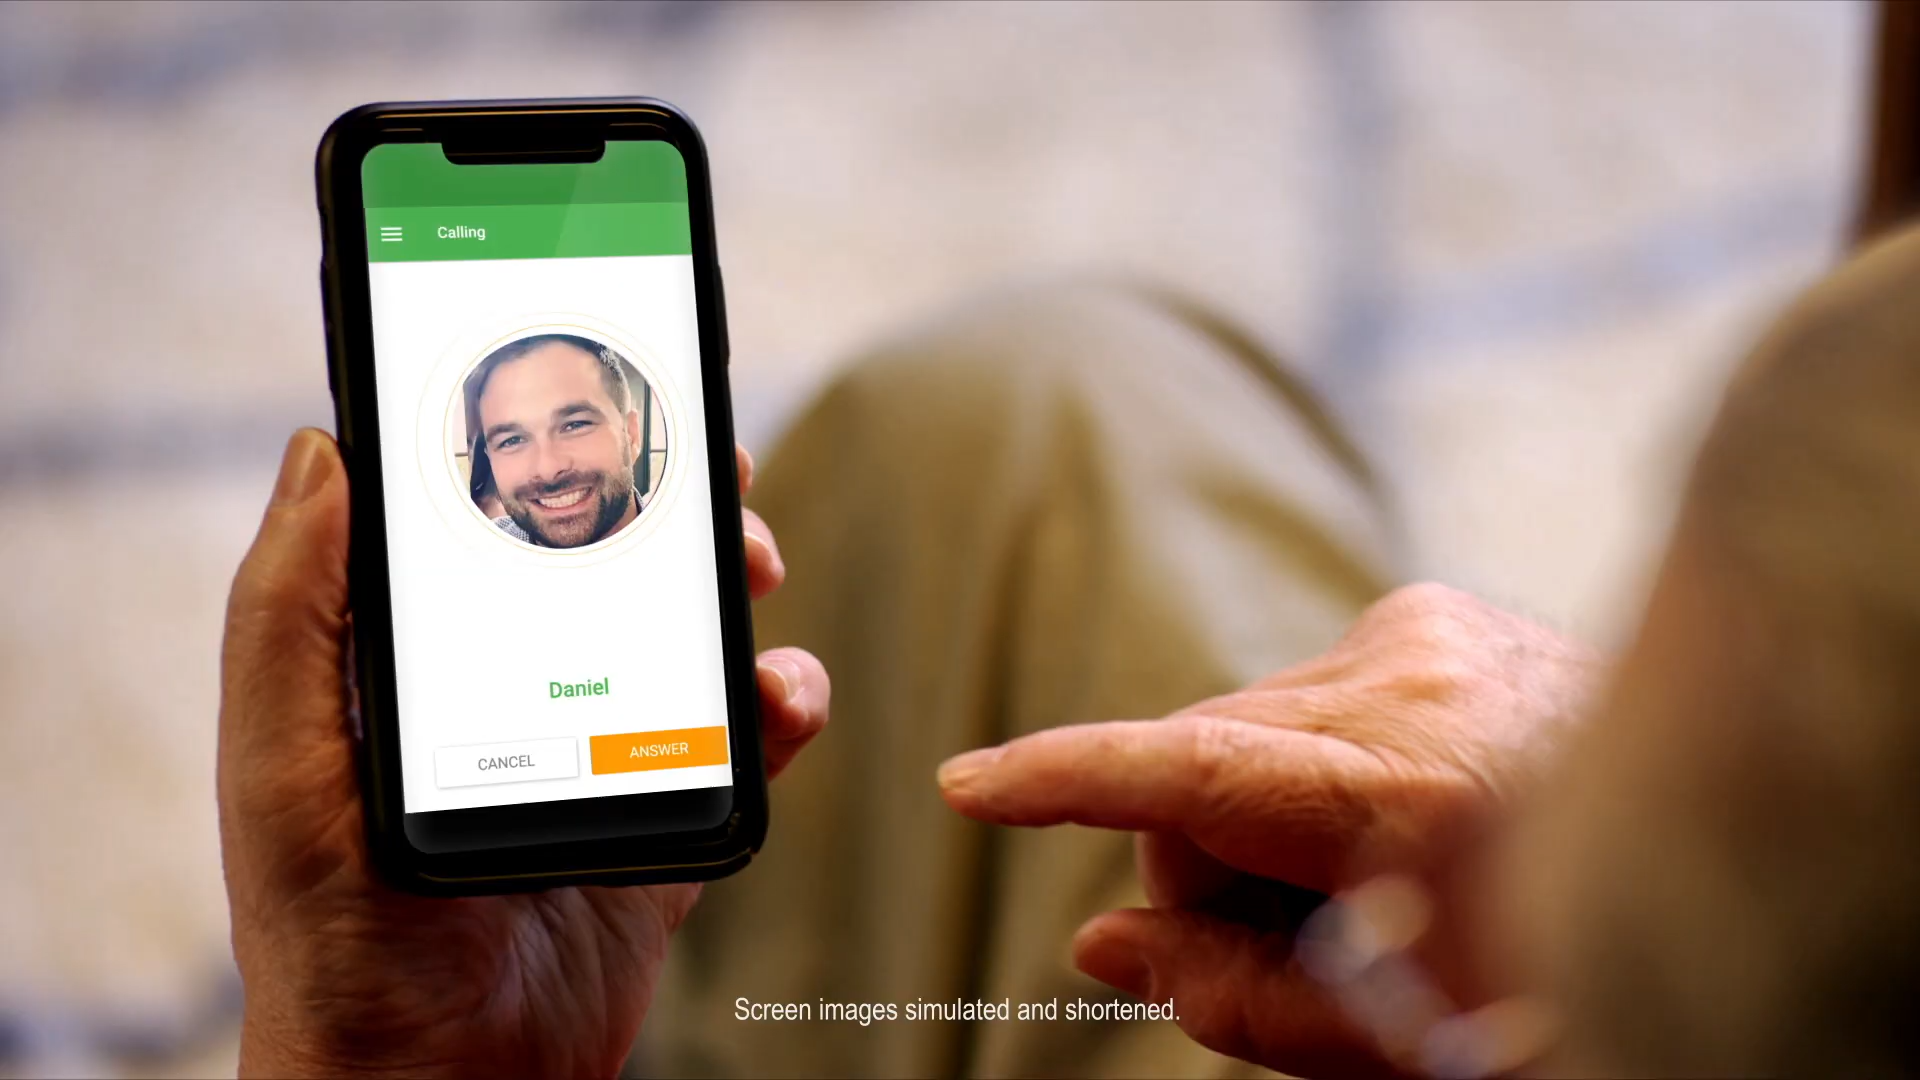 Calling
Daniel
CANCEL
ANSWER
Screen images simulated and shortened.